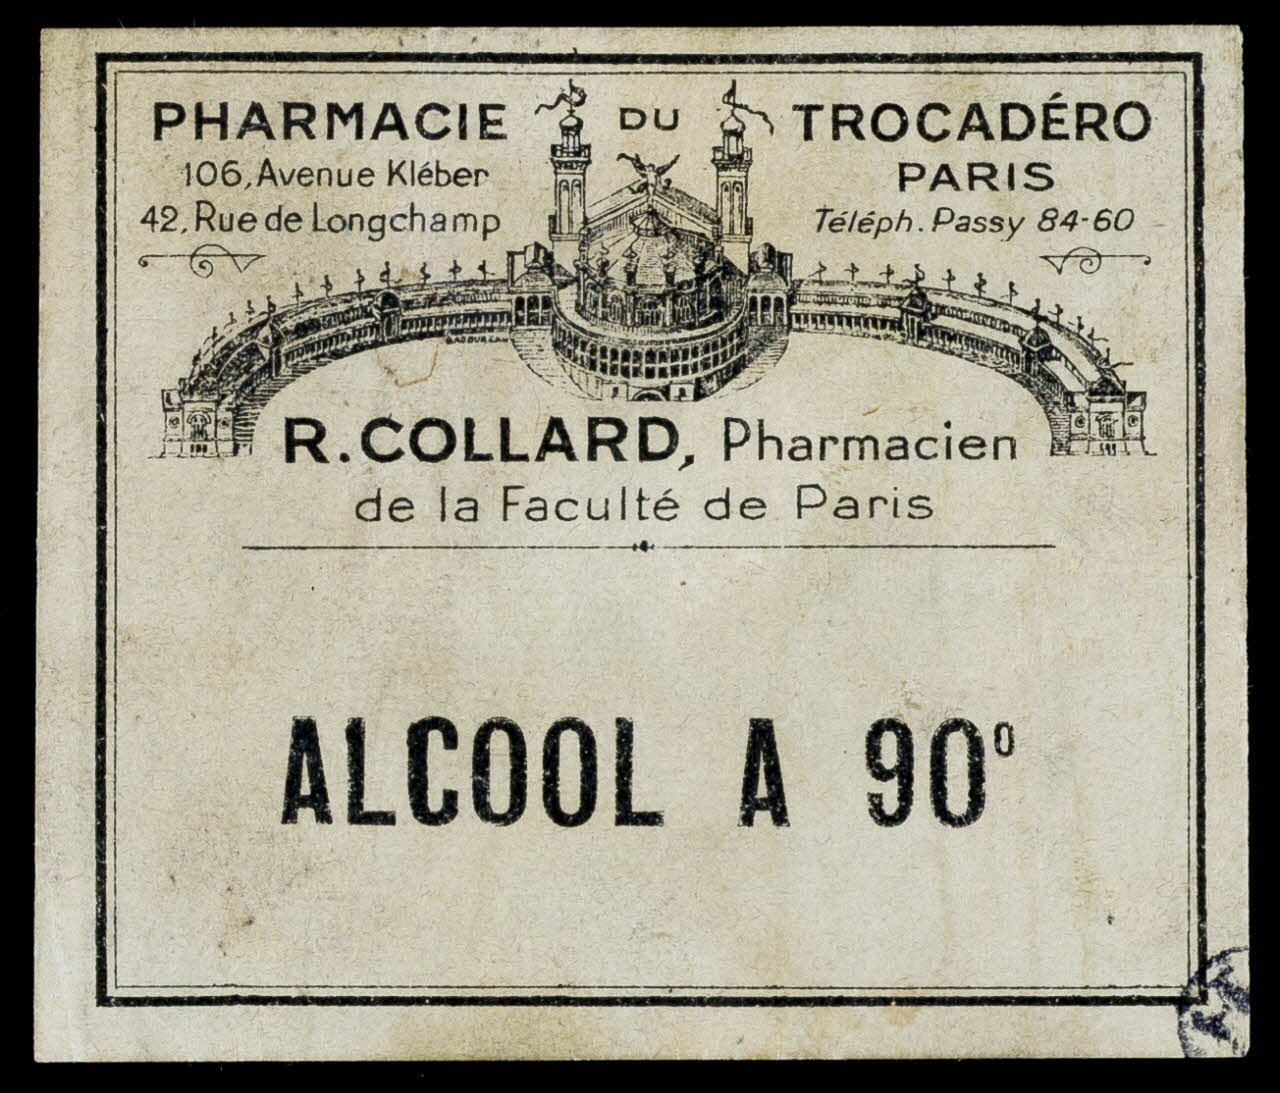 PHARMACIE DU TROCADÉRO
106, Avenue Kléber
42, Rue de Longchamp
PARIS
Téléph. Passy 84-60
R. COLLARD, Pharmacien
de la Faculté de Paris
ALCOOL A 90º